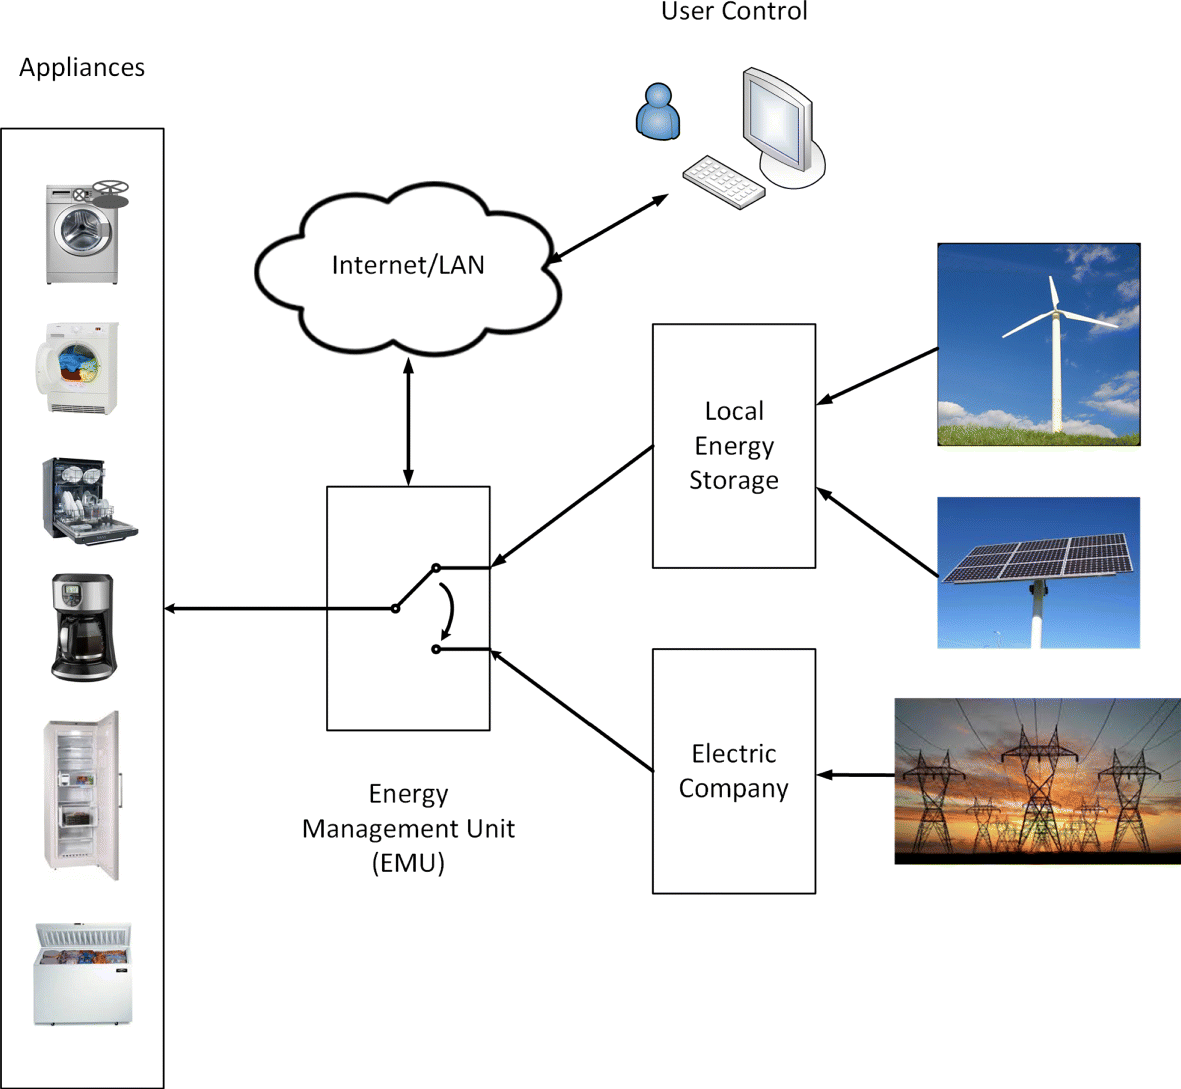 User Control
Appliances
Internet/LAN
Local
Energy
Storage
Electric
Company
Energy
Management Unit
(EMU)